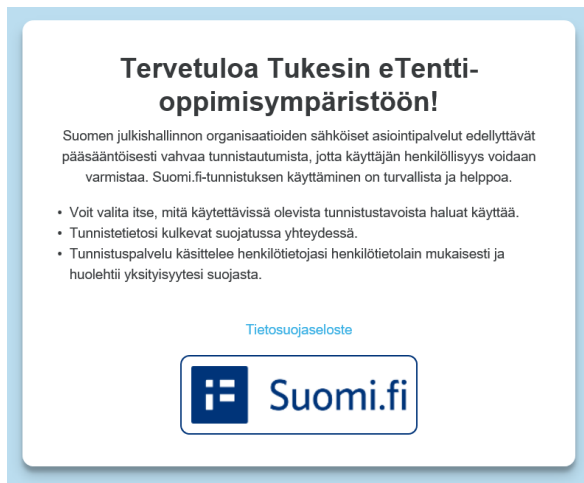 Tervetuloa Tukesin eTentti-
oppimisympäristöön!
Suomen julkishallinnon organisaatioiden sähköiset asiointipalvelut edellyttävät
pääsääntöisesti vahvaa tunnistautumista, jotta käyttäjän henkilöllisyys voidaan
varmistaa. Suomi.fi-tunnistuksen käyttäminen on turvallista ja helppoa.
• Voit valita itse, mitä käytettävissä olevista tunnistustavoista haluat käyttää.
• Tunnistetietosi kulkevat suojatussa yhteydessä.
• Tunnistuspalvelu käsittelee henkilötietojasi henkilötietolain mukaisesti ja
huolehtii yksityisyytesi suojasta.
Tietosuojaseloste
Suomi.fi